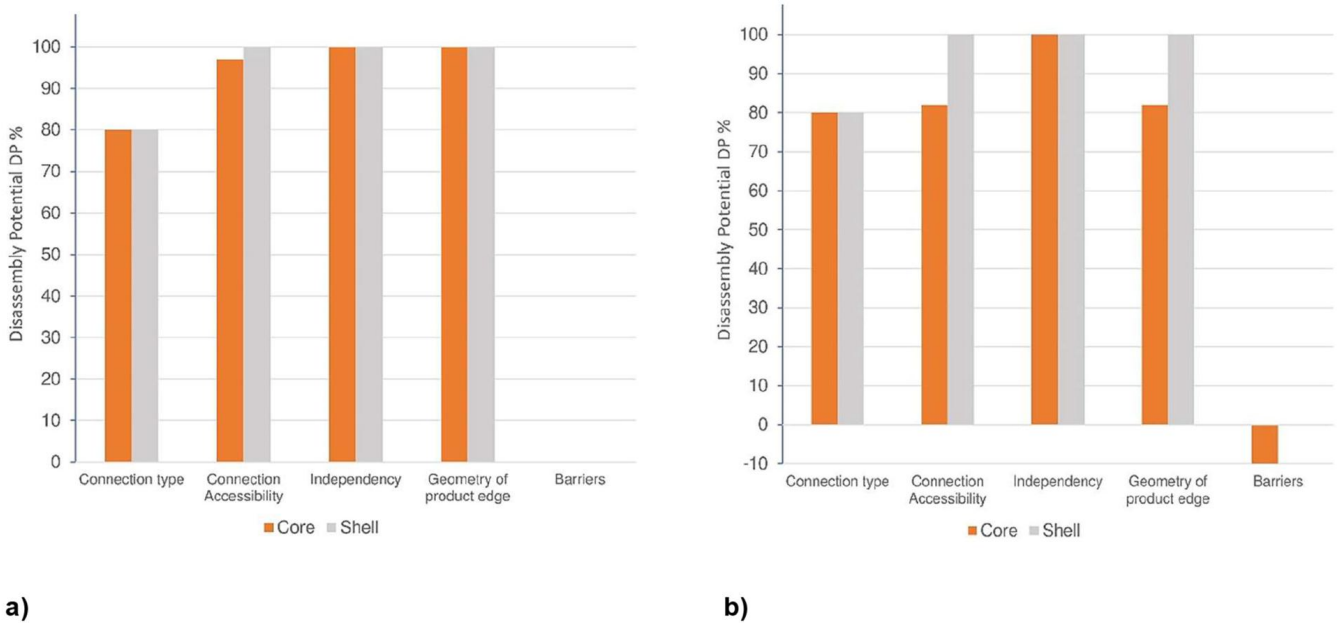 Disassembly Potential DP %
100
90
80
70
60
50
40
30
20
10
0
Connection type
Connection
Accessibility
Independency
Geometry of
product edge
Barriers
Core Shell
a)
Disassembly Potential DP %
100
90
80
70
60
50
40
30
20
10
0
-10
Connection type
Connection
Accessibility
Independency
Geometry of
product edge
Barriers
Core Shell
b)